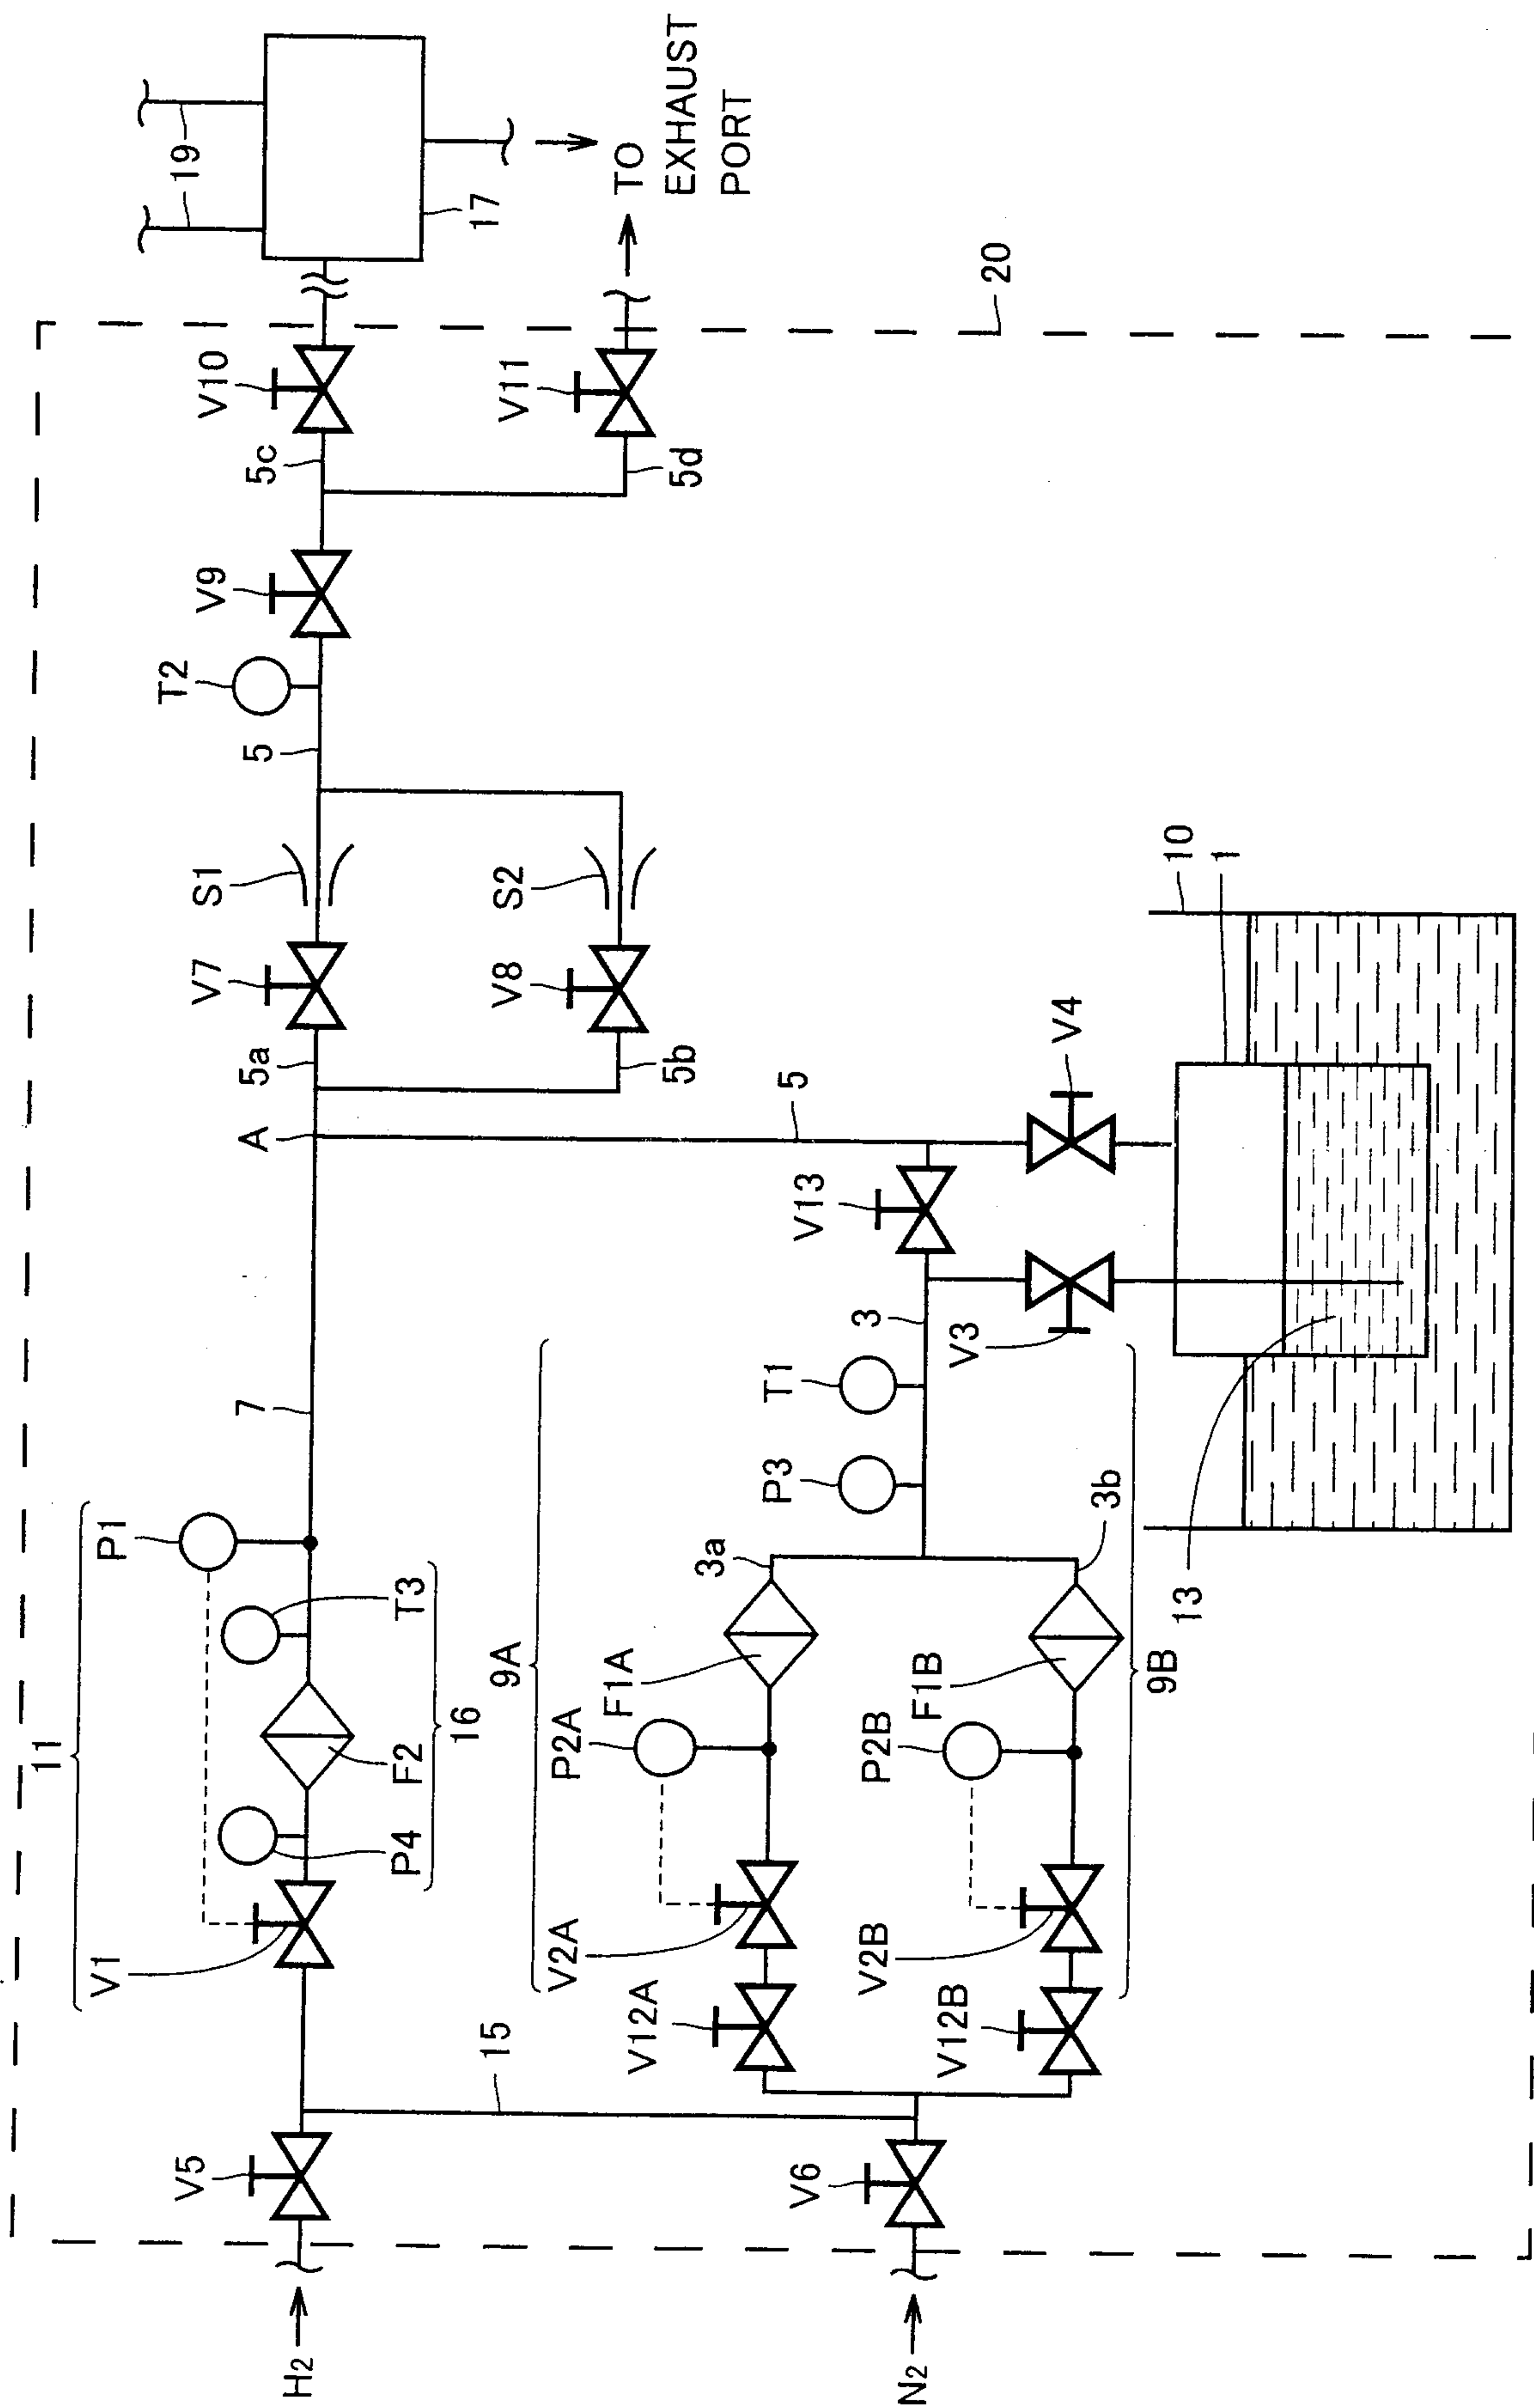 19
17
TO
EXHAUST
PORT
20
V10
V11
5c
5d
V9
T2
5
S1
S2
V7
V8
5a
5b
A
5
V4
10
1
V13
V3
3
T1
P3
7
11
P1
T3
16
F2
P4
V1
9A
3a
F1A
P2A
V2A
V12A
3b
F1B
P2B
V2B
V12B
9B
13
15
V5
V6
H2
N2